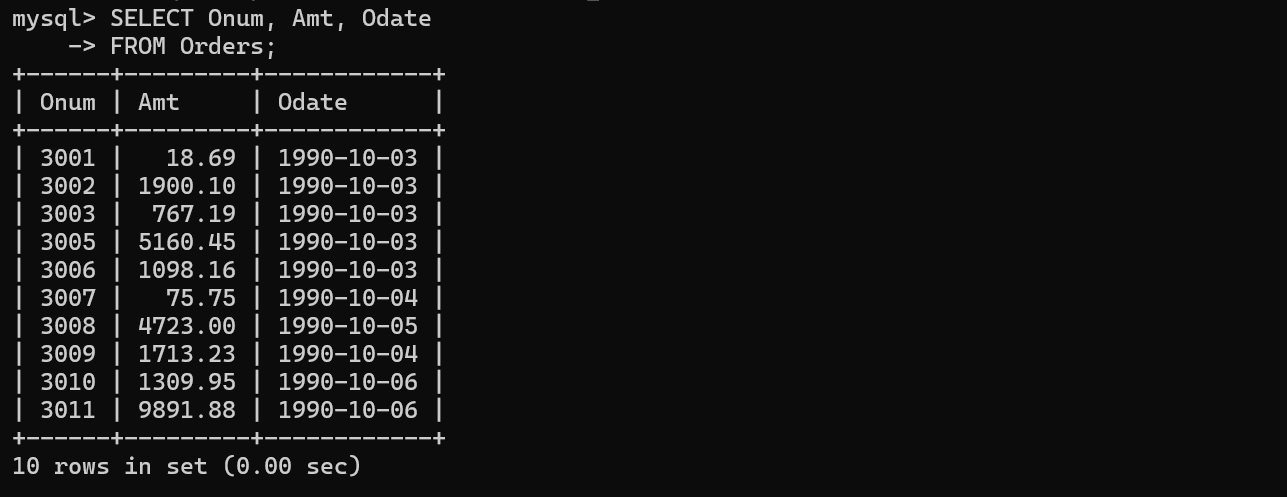 mysql> SELECT Onum, Amt, Odate
    -> FROM Orders;
+------+---------+------------+
| Onum | Amt     | Odate      |
+------+---------+------------+
| 3001 |   18.69 | 1990-10-03 |
| 3002 | 1900.10 | 1990-10-03 |
| 3003 |  767.19 | 1990-10-03 |
| 3005 | 5160.45 | 1990-10-03 |
| 3006 | 1098.16 | 1990-10-03 |
| 3007 |   75.75 | 1990-10-04 |
| 3008 | 4723.00 | 1990-10-05 |
| 3009 | 1713.23 | 1990-10-04 |
| 3010 | 1309.95 | 1990-10-06 |
| 3011 | 9891.88 | 1990-10-06 |
+------+---------+------------+
10 rows in set (0.00 sec)